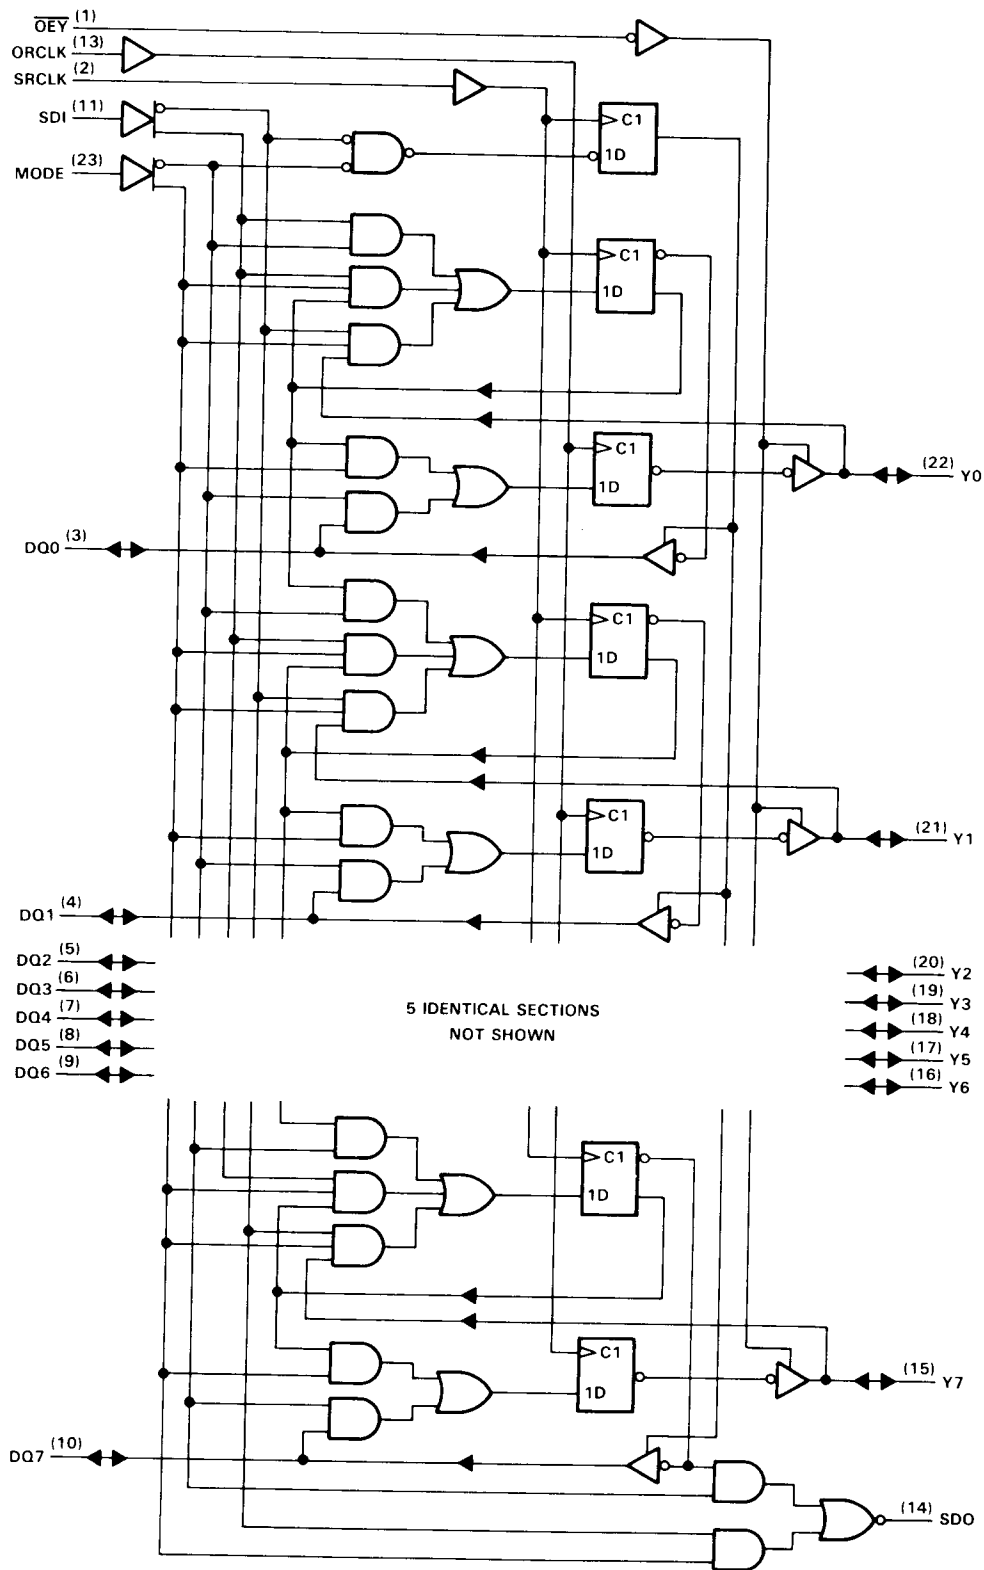 OEY (1)
ORCLK (13)
SRCLK (2)
SDI (11)
MODE (23)
C1
1D
C1
1D
C1
1D
(22) Y0
DQ0 (3)
C1
1D
C1
1D
(21) Y1
DQ1 (4)
DQ2 (5)
DQ3 (6)
DQ4 (7)
DQ5 (8)
DQ6 (9)
5 IDENTICAL SECTIONS
NOT SHOWN
(20) Y2
(19) Y3
(18) Y4
(17) Y5
(16) Y6
C1
1D
C1
1D
(15) Y7
DQ7 (10)
(14) SDO